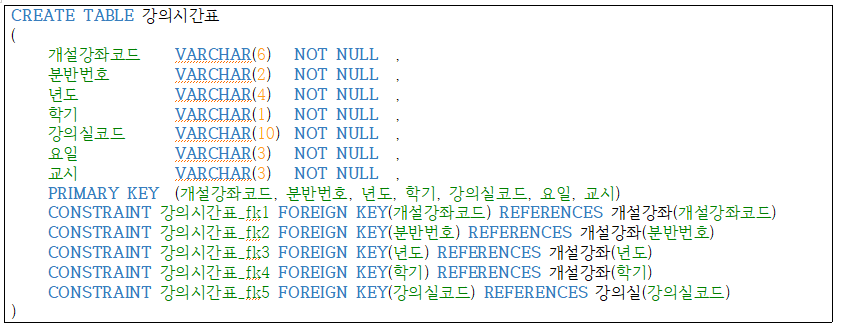 CREATE TABLE 강의시간표
(
개설강좌코드 VARCHAR(6) NOT NULL ,
분반번호 VARCHAR(2) NOT NULL ,
년도 VARCHAR(4) NOT NULL ,
학기 VARCHAR(1) NOT NULL ,
강의실코드 VARCHAR(10) NOT NULL ,
요일 VARCHAR(3) NOT NULL ,
교시 VARCHAR(3) NOT NULL ,
PRIMARY KEY (개설강좌코드, 분반번호, 년도, 학기, 강의실코드, 요일, 교시)
CONSTRAINT 강의시간표_fk1 FOREIGN KEY(개설강좌코드) REFERENCES 개설강좌(개설강좌코드)
CONSTRAINT 강의시간표_fk2 FOREIGN KEY(분반번호) REFERENCES 개설강좌(분반번호)
CONSTRAINT 강의시간표_fk3 FOREIGN KEY(년도) REFERENCES 개설강좌(년도)
CONSTRAINT 강의시간표_fk4 FOREIGN KEY(학기) REFERENCES 개설강좌(학기)
CONSTRAINT 강의시간표_fk5 FOREIGN KEY(강의실코드) REFERENCES 강의실(강의실코드)
)